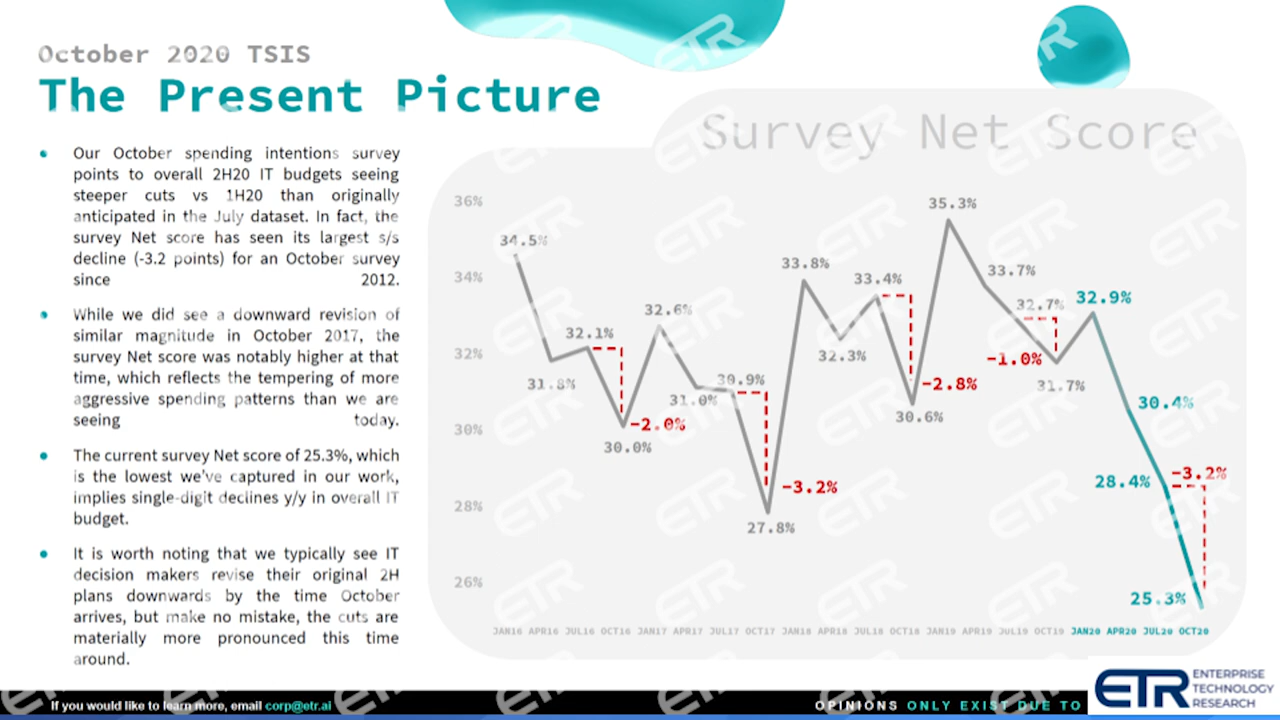 October 2020 TSIS
The Present Picture
Our October spending intentions survey
points to overall 2H20 IT budgets seeing
steeper cuts vs 1H20 than originally
anticipated in the July dataset. In fact, the
survey Net score has seen its largest s/s
decline (-3.2 points) for an October survey
since 2012.
While we did see a downward revision of
similar magnitude in October 2017, the
survey Net score was notably higher at that
time, which reflects the tempering of more
aggressive spending patterns than we are
seeing today.
The current survey Net score of 25.3%, which
is the lowest we've captured in our work,
implies single-digit declines y/y in overall IT
budget.
It is worth noting that we typically see IT
decision makers revise their original 2H
plans downwards by the time October
arrives, but make no mistake, the cuts are
materially more pronounced this time
around.
Survey Net Score
36%
34%
32%
30%
28%
26%
34.5%
31.8%
32.1%
30.0%
-2.0%
32.6%
31.0%
30.9%
27.8%
-3.2%
33.8%
32.3%
33.4%
30.6%
-2.8%
35.3%
33.7%
32.7%
-1.0%
31.7%
32.9%
30.4%
28.4%
-3.2%
25.3%
JAN16 APR16 JUL16 OCT16 JAN17 APR17 JUL17 OCT17 JAN18 APR18 JUL18 OCT18 JAN19 APR19 JUL19 OCT19 JAN20 APR20 JUL20 OCT20
If you would like to learn more, email corp@etr.ai
OPINIONS ONLY EXIST DUE TO
ETR ENTERPRISE
TECHNOLOGY
RESEARCH